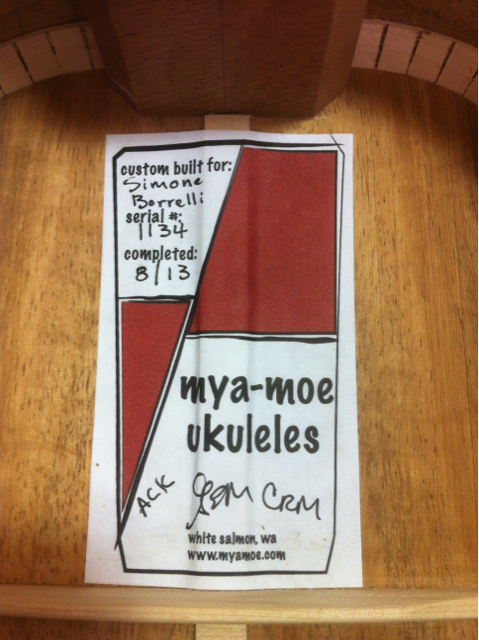 custom built for:
Simone
Borrelli
serial #:
1134
completed:
8/13
mya-moe
ukuleles
ACK GBM CRM
white salmon, wa
www.myamoe.com